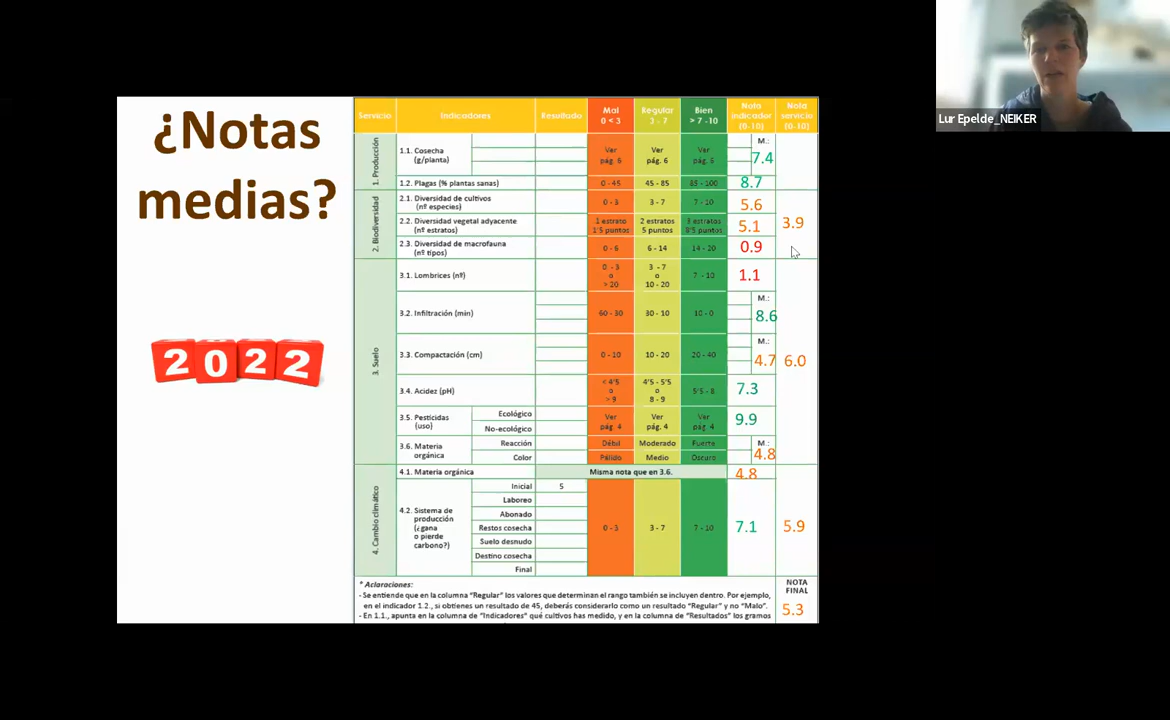 Lur Epelde_NEIKER
¿Notas
medias?
2022
Servicio Indicadores Resultado Mal 0 < 3 Regular 3 - 7 Bien > 7 -10 Nota indicador (0-10) Nota servicio (0-10)
1. Producción
1.1. Cosecha (g/planta) Ver pág. 6 Ver pág. 6 Ver pág. 6 M.: 7.4
1.2. Plagas (% plantas sanas) 0 - 45 45 - 85 85 - 100 8.7
2. Biodiversidad
2.1. Diversidad de cultivos (nº especies) 0 - 3 3 - 7 7 - 10 5.6
2.2. Diversidad vegetal adyacente (nº estratos) 1 estrato 1'5 puntos 2 estratos 5 puntos 3 estratos 8'5 puntos 5.1 3.9
2.3. Diversidad de macrofauna (nº tipos) 0 - 6 6 - 14 14 - 20 0.9
3. Suelo
3.1. Lombrices (nº) 0 - 3 o > 20 3 - 7 o 10 - 20 7 - 10 1.1
3.2. Infiltración (min) 60 - 30 30 - 10 10 - 0 M.: 8.6
3.3. Compactación (cm) 0 - 10 10 - 20 20 - 40 M.: 4.7 6.0
3.4. Acidez (pH) < 4'5 o > 9 4'5 - 5'5 o 8 - 9 5'5 - 8 7.3
3.5. Pesticidas (uso) Ecológico No-ecológico Ver pág. 4 Ver pág. 4 Ver pág. 4 9.9
3.6. Materia orgánica Reacción Débil Moderado Fuerte M.: 4.8
Color Pálido Medio Oscuro
4. Cambio climático
4.1. Materia orgánica Misma nota que en 3.6. 4.8
4.2. Sistema de producción (¿gana o pierde carbono?) 0 - 3 3 - 7 7 - 10 7.1 5.9
Inicial 5
Laboreo
Abonado
Restos cosecha
Suelo desnudo
Destino cosecha
Final
* Aclaraciones:
- Se entiende que en la columna "Regular" los valores que determinan el rango también se incluyen dentro. Por ejemplo,
en el indicador 1.2., si obtienes un resultado de 45, deberás considerarlo como un resultado "Regular" y no "Malo".
- En 1.1., apunta en la columna de "Indicadores" qué cultivos has medido, y en la columna de "Resultados" los gramos
NOTA FINAL
5.3